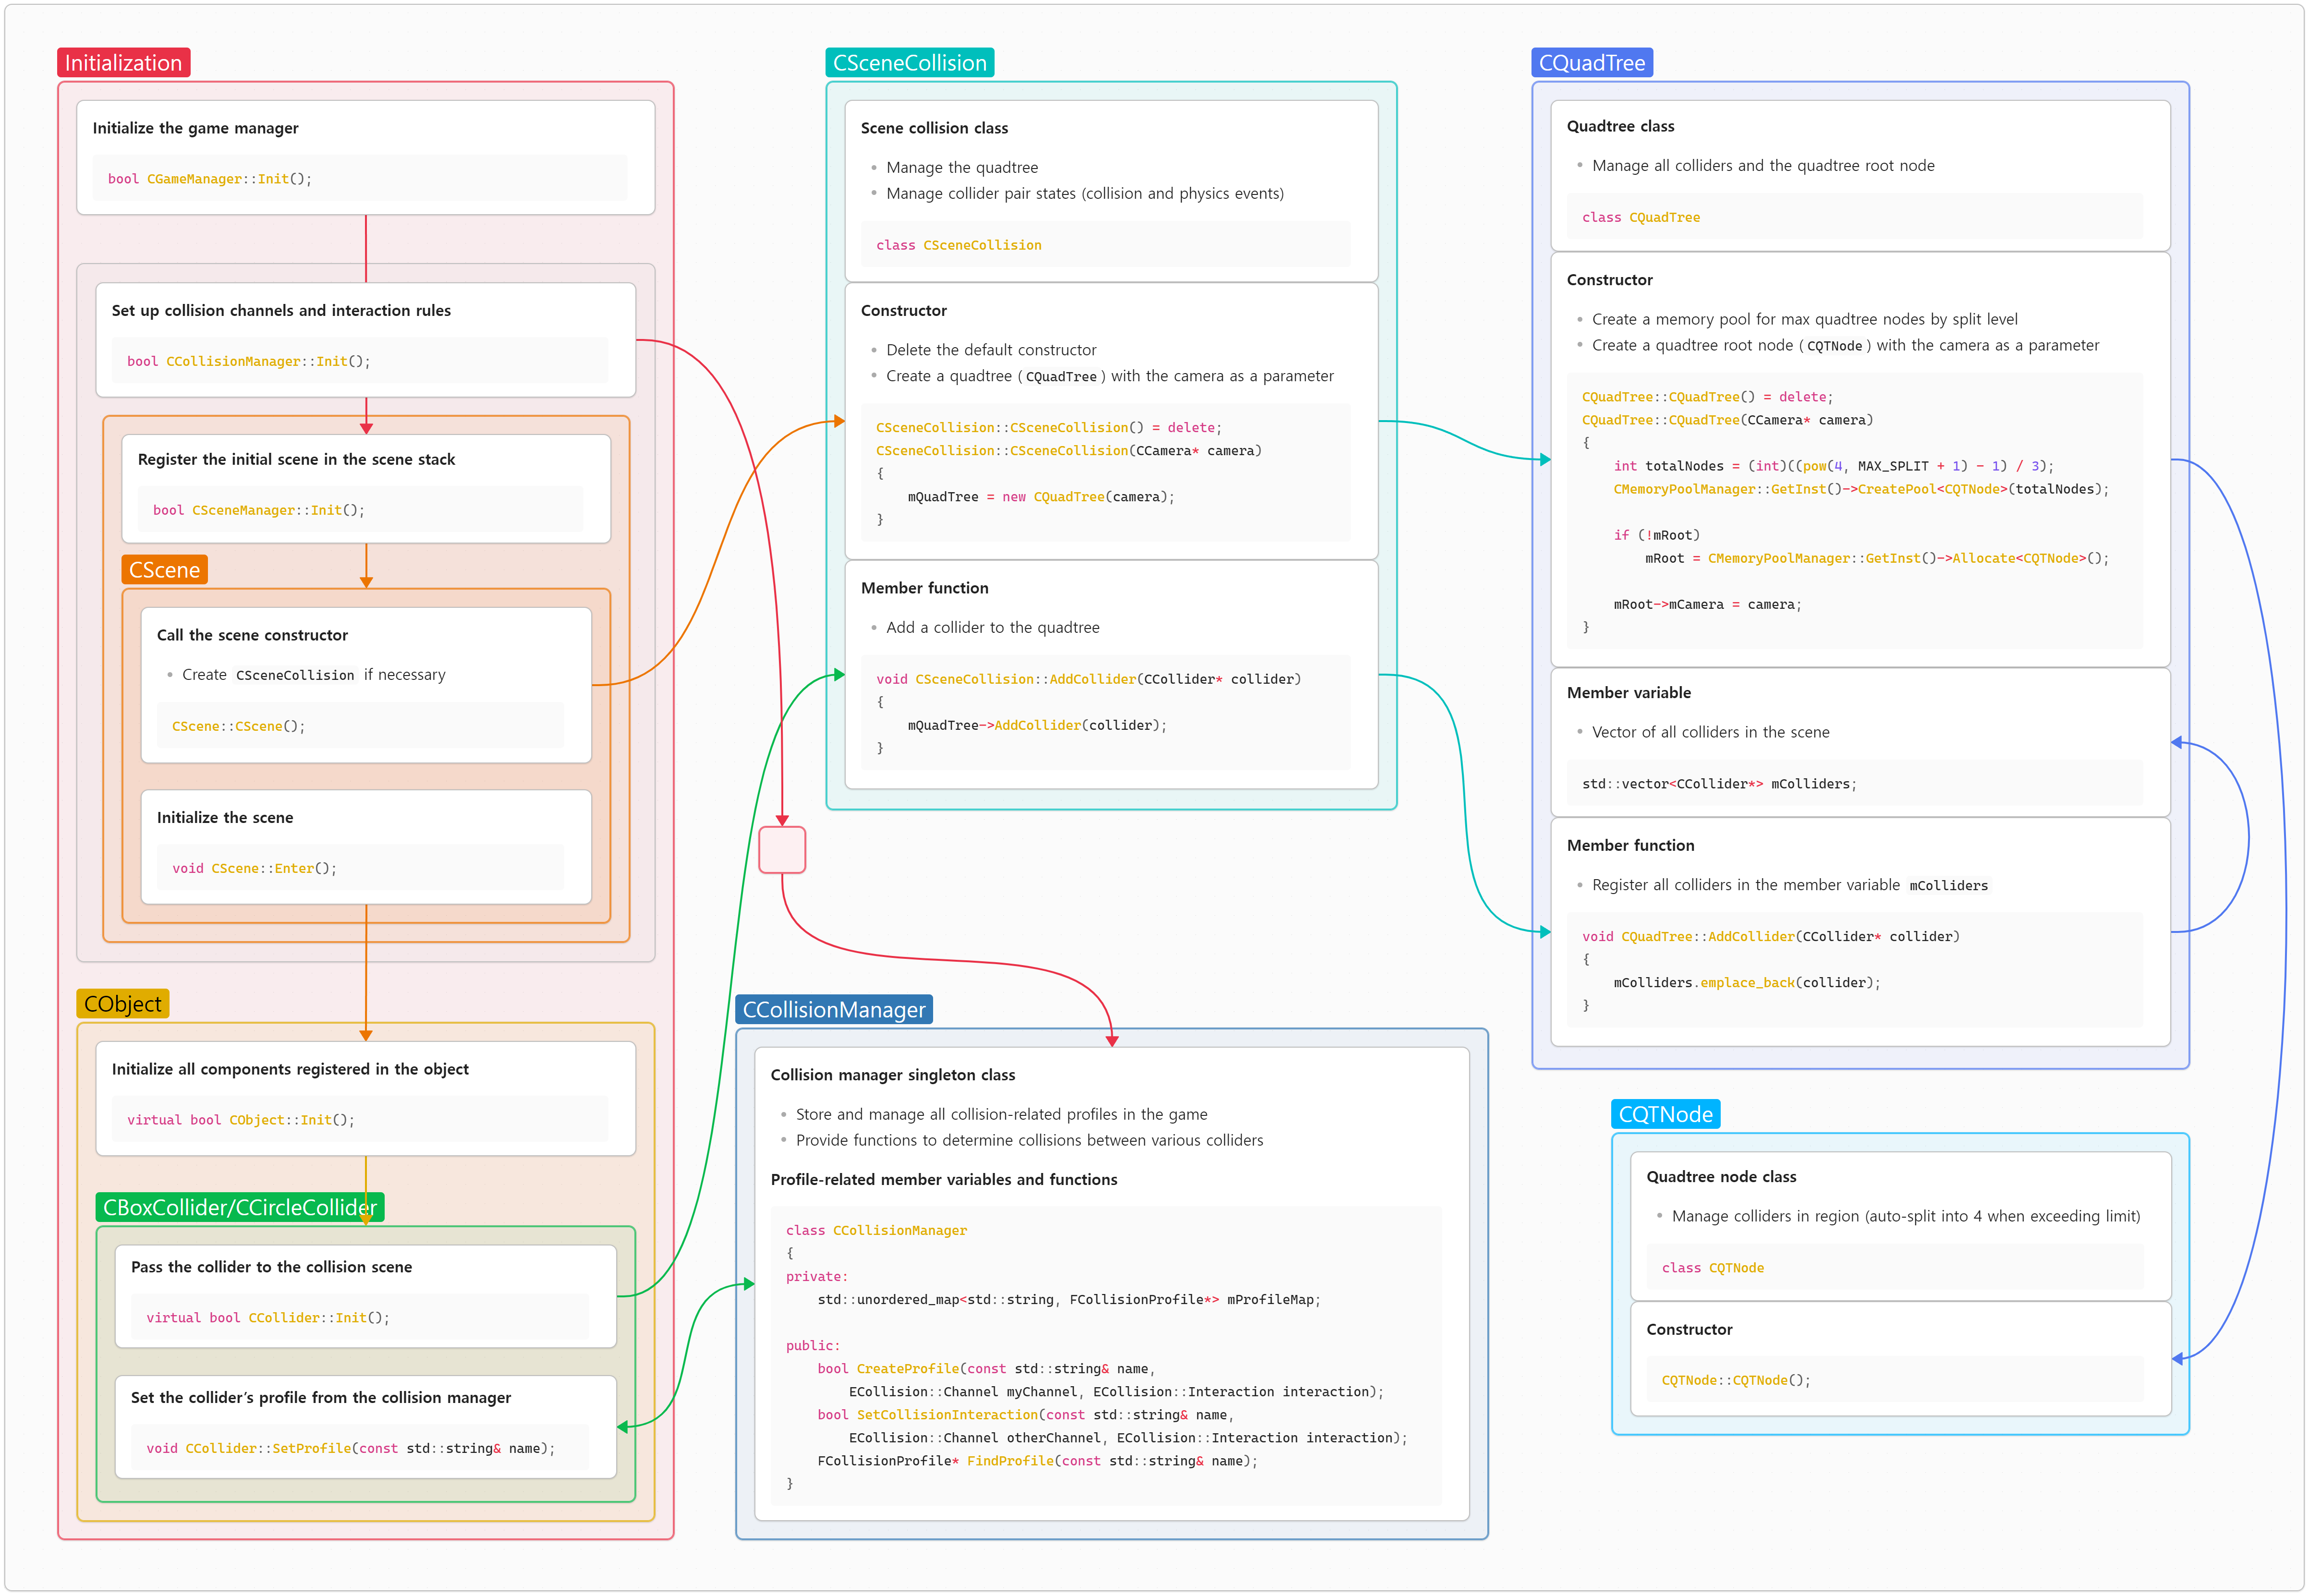 Initialization
Initialize the game manager
bool CGameManager::Init();
Set up collision channels and interaction rules
bool CCollisionManager::Init();
Register the initial scene in the scene stack
bool CSceneManager::Init();
CScene
Call the scene constructor
• Create CSceneCollision if necessary
CScene::CScene();
Initialize the scene
void CScene::Enter();
CObject
Initialize all components registered in the object
virtual bool CObject::Init();
CBoxCollider/CCircleCollider
Pass the collider to the collision scene
virtual bool CCollider::Init();
Set the collider’s profile from the collision manager
void CCollider::SetProfile(const std::string& name);
CSceneCollision
Scene collision class
• Manage the quadtree
• Manage collider pair states (collision and physics events)
class CSceneCollision
Constructor
• Delete the default constructor
• Create a quadtree ( CQuadTree ) with the camera as a parameter
CSceneCollision::CSceneCollision() = delete;
CSceneCollision::CSceneCollision(CCamera* camera)
{
    mQuadTree = new CQuadTree(camera);
}
Member function
• Add a collider to the quadtree
void CSceneCollision::AddCollider(CCollider* collider)
{
    mQuadTree->AddCollider(collider);
}
CCollisionManager
Collision manager singleton class
• Store and manage all collision-related profiles in the game
• Provide functions to determine collisions between various colliders
Profile-related member variables and functions
class CCollisionManager
{
private:
    std::unordered_map<std::string, FCollisionProfile*> mProfileMap;
public:
    bool CreateProfile(const std::string& name,
        ECollision::Channel myChannel, ECollision::Interaction interaction);
    bool SetCollisionInteraction(const std::string& name,
        ECollision::Channel otherChannel, ECollision::Interaction interaction);
    FCollisionProfile* FindProfile(const std::string& name);
}
CQuadTree
Quadtree class
• Manage all colliders and the quadtree root node
class CQuadTree
Constructor
• Create a memory pool for max quadtree nodes by split level
• Create a quadtree root node ( CQTNode ) with the camera as a parameter
CQuadTree::CQuadTree() = delete;
CQuadTree::CQuadTree(CCamera* camera)
{
    int totalNodes = (int)((pow(4, MAX_SPLIT + 1) - 1) / 3);
    CMemoryPoolManager::GetInst()->CreatePool<CQTNode>(totalNodes);
    if (!mRoot)
        mRoot = CMemoryPoolManager::GetInst()->Allocate<CQTNode>();
    mRoot->mCamera = camera;
}
Member variable
• Vector of all colliders in the scene
std::vector<CCollider*> mColliders;
Member function
• Register all colliders in the member variable mColliders
void CQuadTree::AddCollider(CCollider* collider)
{
    mColliders.emplace_back(collider);
}
CQTNode
Quadtree node class
• Manage colliders in region (auto-split into 4 when exceeding limit)
class CQTNode
Constructor
CQTNode::CQTNode();